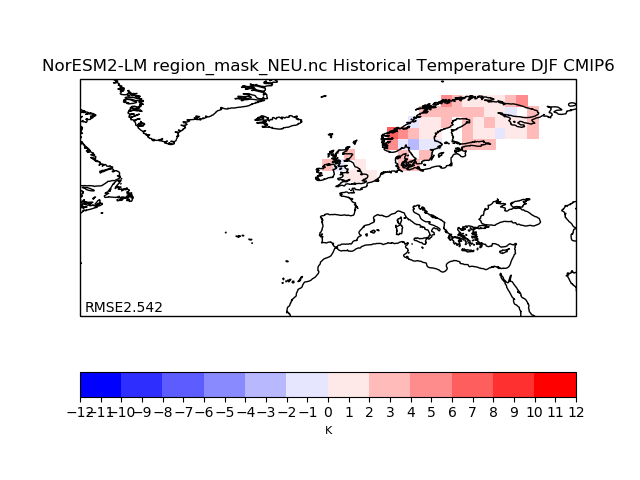 NorESM2-LM region_mask_NEU.nc Historical Temperature DJF CMIP6
RMSE2.542
−12 −11 −10 −9 −8 −7 −6 −5 −4 −3 −2 −1 0 1 2 3 4 5 6 7 8 9 10 11 12
K